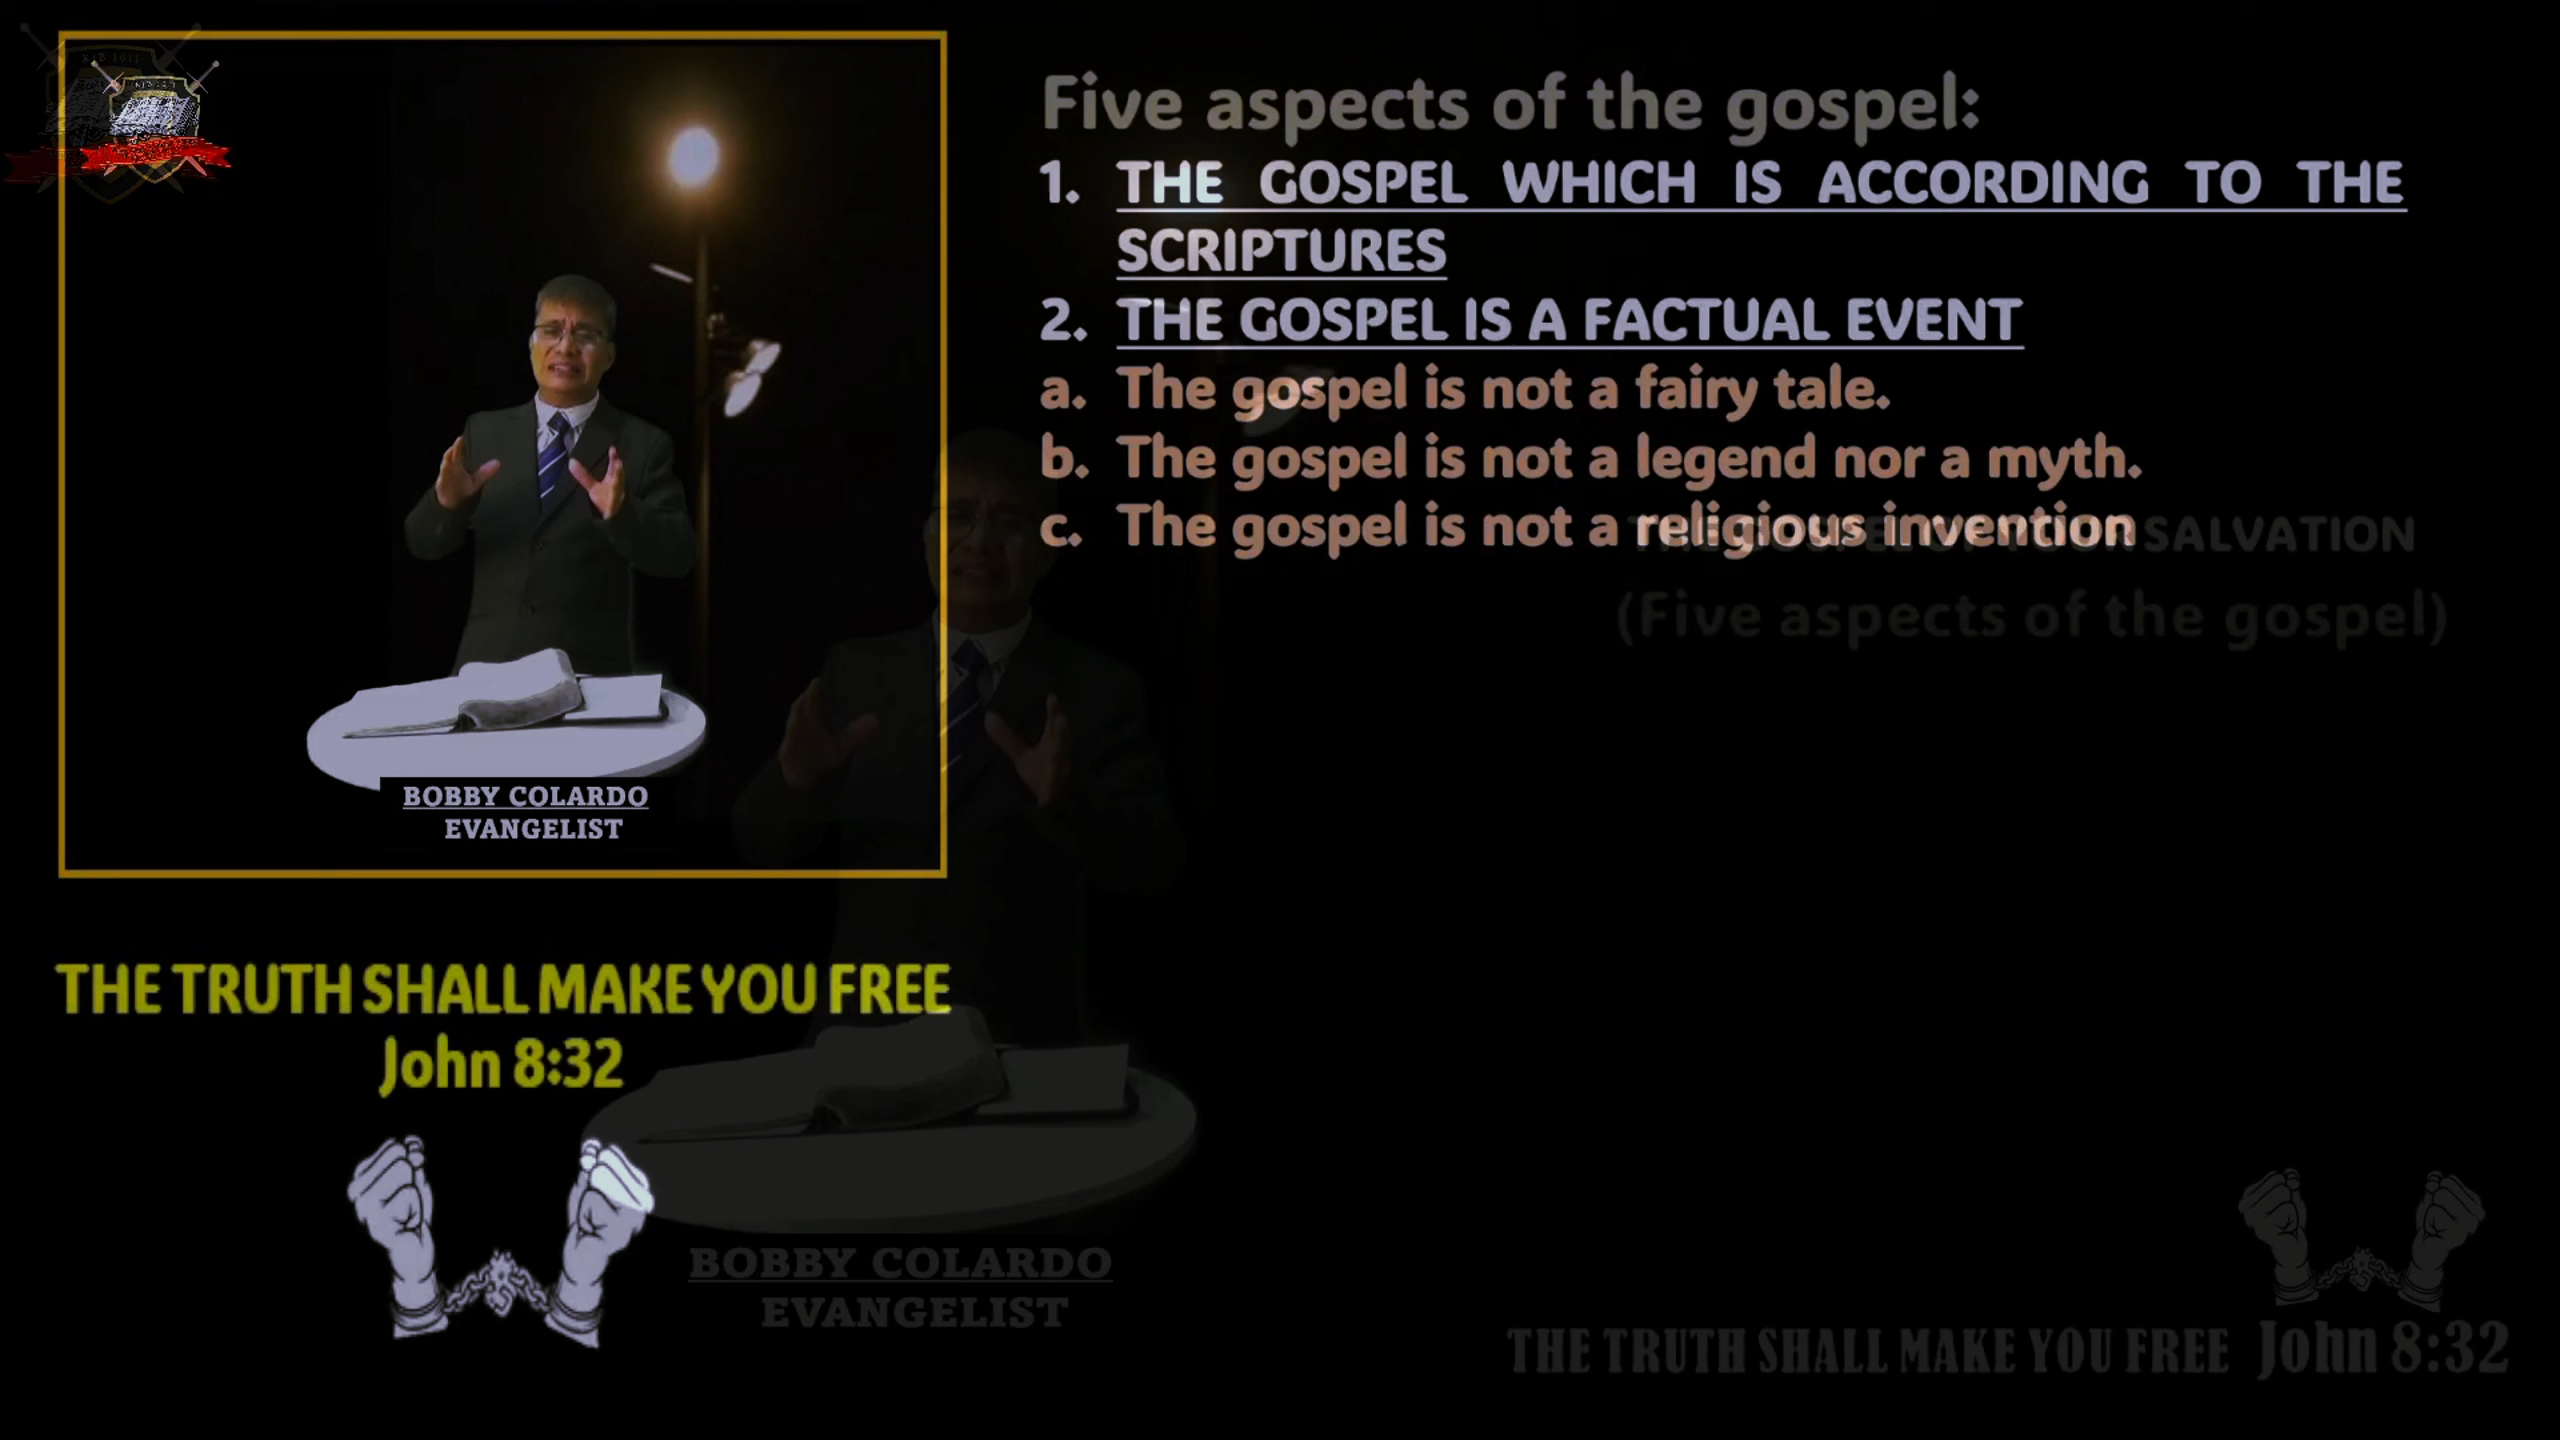 Five aspects of the gospel:
1. THE GOSPEL WHICH IS ACCORDING TO THE
SCRIPTURES
2. THE GOSPEL IS A FACTUAL EVENT
a. The gospel is not a fairy tale.
b. The gospel is not a legend nor a myth.
c. The gospel is not a religious invention
SALVATION
(Five aspects of the gospel)
BOBBY COLARDO
EVANGELIST
THE TRUTH SHALL MAKE YOU FREE
John 8:32
BOBBY COLARDO
EVANGELIST
THE TRUTH SHALL MAKE YOU FREE John 8:32